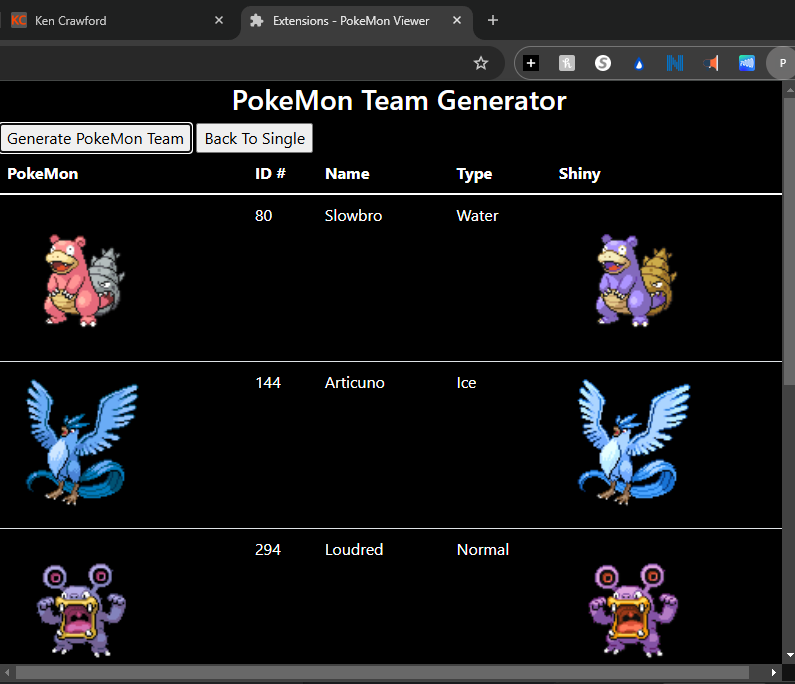 KC Ken Crawford
Extensions - PokeMon Viewer
P
PokeMon Team Generator
Generate PokeMon Team
Back To Single
PokeMon ID # Name Type Shiny
80 Slowbro Water
144 Articuno Ice
294 Loudred Normal